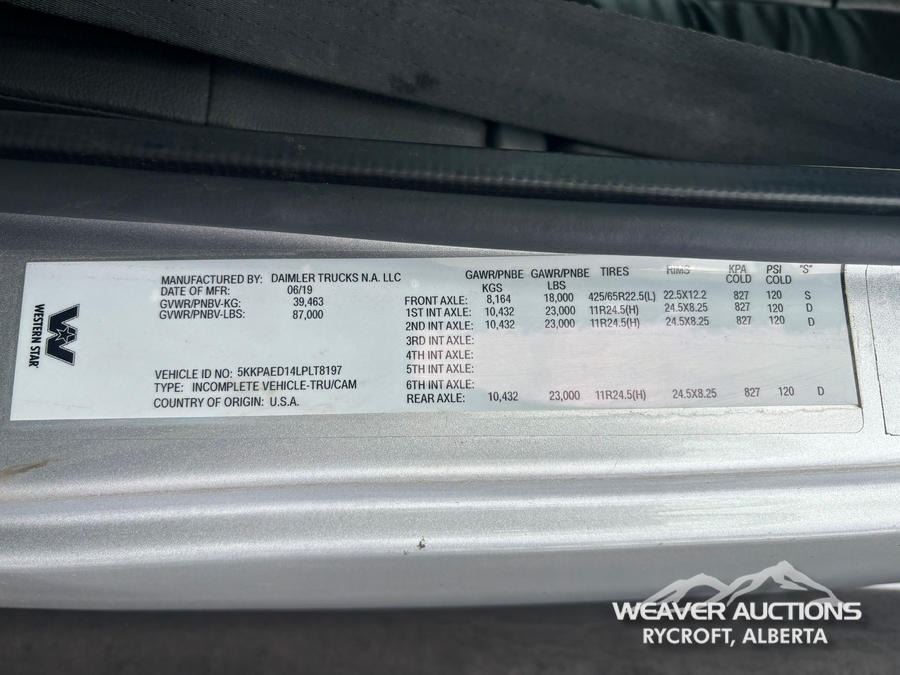 WESTERN STAR
MANUFACTURED BY: DAIMLER TRUCKS N.A. LLC
DATE OF MFR: 06/19
GVWR/PNBV-KG: 39,463
GVWR/PNBV-LBS: 87,000
VEHICLE ID NO: 5KKPAED14LPLT8197
TYPE: INCOMPLETE VEHICLE-TRU/CAM
COUNTRY OF ORIGIN: U.S.A.
GAWR/PNBE KGS GAWR/PNBE LBS TIRES RIMS KPA COLD PSI COLD "S"
FRONT AXLE: 8,164 18,000 425/65R22.5(L) 22.5X12.2 827 120 S
1ST INT AXLE: 10,432 23,000 11R24.5(H) 24.5X8.25 827 120 D
2ND INT AXLE: 10,432 23,000 11R24.5(H) 24.5X8.25 827 120 D
3RD INT AXLE:
4TH INT AXLE:
5TH INT AXLE:
6TH INT AXLE:
REAR AXLE: 10,432 23,000 11R24.5(H) 24.5X8.25 827 120 D
WEAVER AUCTIONS
RYCROFT, ALBERTA